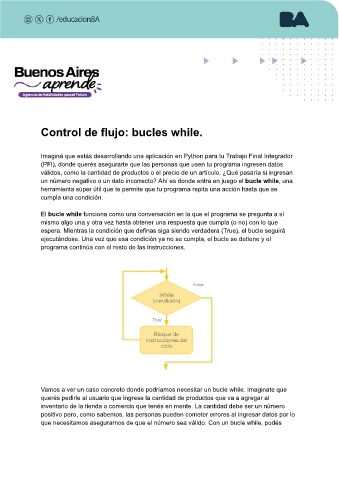 /educacionBA
BA
Buenos Aires
aprende
Agencia de Habilidades para el Futuro
Control de flujo: bucles while.
Imaginá que estás desarrollando una aplicación en Python para tu Trabajo Final Integrador
(PFI), donde querés asegurarte que las personas que usen tu programa ingresen datos
válidos, como la cantidad de productos o el precio de un artículo. ¿Qué pasaría si ingresan
un número negativo o un dato incorrecto? Ahí es donde entra en juego el bucle while, una
herramienta súper útil que te permite que tu programa repita una acción hasta que se
cumpla una condición.
El bucle while funciona como una conversación en la que el programa se pregunta a sí
mismo algo una y otra vez hasta obtener una respuesta que cumpla (o no) con lo que
espera. Mientras la condición que definas siga siendo verdadera (True), el bucle seguirá
ejecutándose. Una vez que esa condición ya no se cumpla, el bucle se detiene y el
programa continúa con el resto de las instrucciones.
False
While
(condición)
True
Bloque de
instrucciones del
ciclo
Vamos a ver un caso concreto donde podríamos necesitar un bucle while. Imaginate que
querés pedirle al usuario que ingrese la cantidad de productos que va a agregar al
inventario de la tienda o comercio que tenés en mente. La cantidad debe ser un número
positivo pero, como sabemos, las personas pueden cometer errores al ingresar datos por lo
que necesitamos asegurarnos de que el número sea válido. Con un bucle while, podés